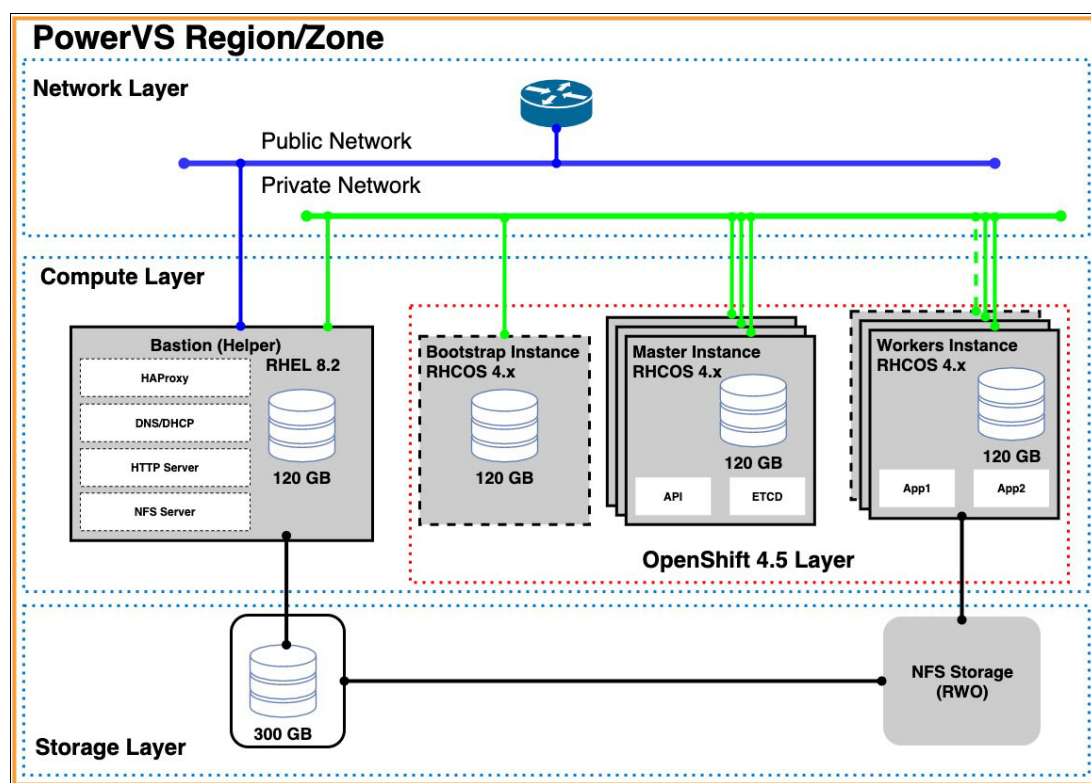 PowerVS Region/Zone
Network Layer
Public Network
Private Network
Compute Layer
Bastion (Helper)
RHEL 8.2
HAProxy
DNS/DHCP
HTTP Server
NFS Server
120 GB
Bootstrap Instance
RHCOS 4.x
120 GB
Master Instance
RHCOS 4.x
120 GB
API
ETCD
Workers Instance
RHCOS 4.x
120 GB
App1
App2
OpenShift 4.5 Layer
300 GB
NFS Storage
(RWO)
Storage Layer